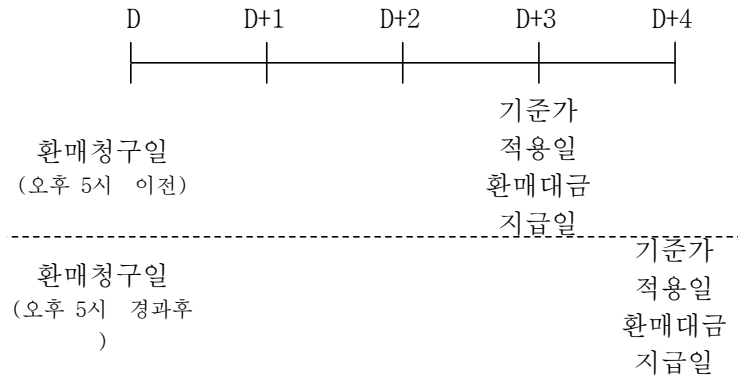 D D+1 D+2 D+3 D+4
기준가
적용일
환매대금
지급일
환매청구일
(오후 5시 이전)
기준가
적용일
환매대금
지급일
환매청구일
(오후 5시 경과후
)